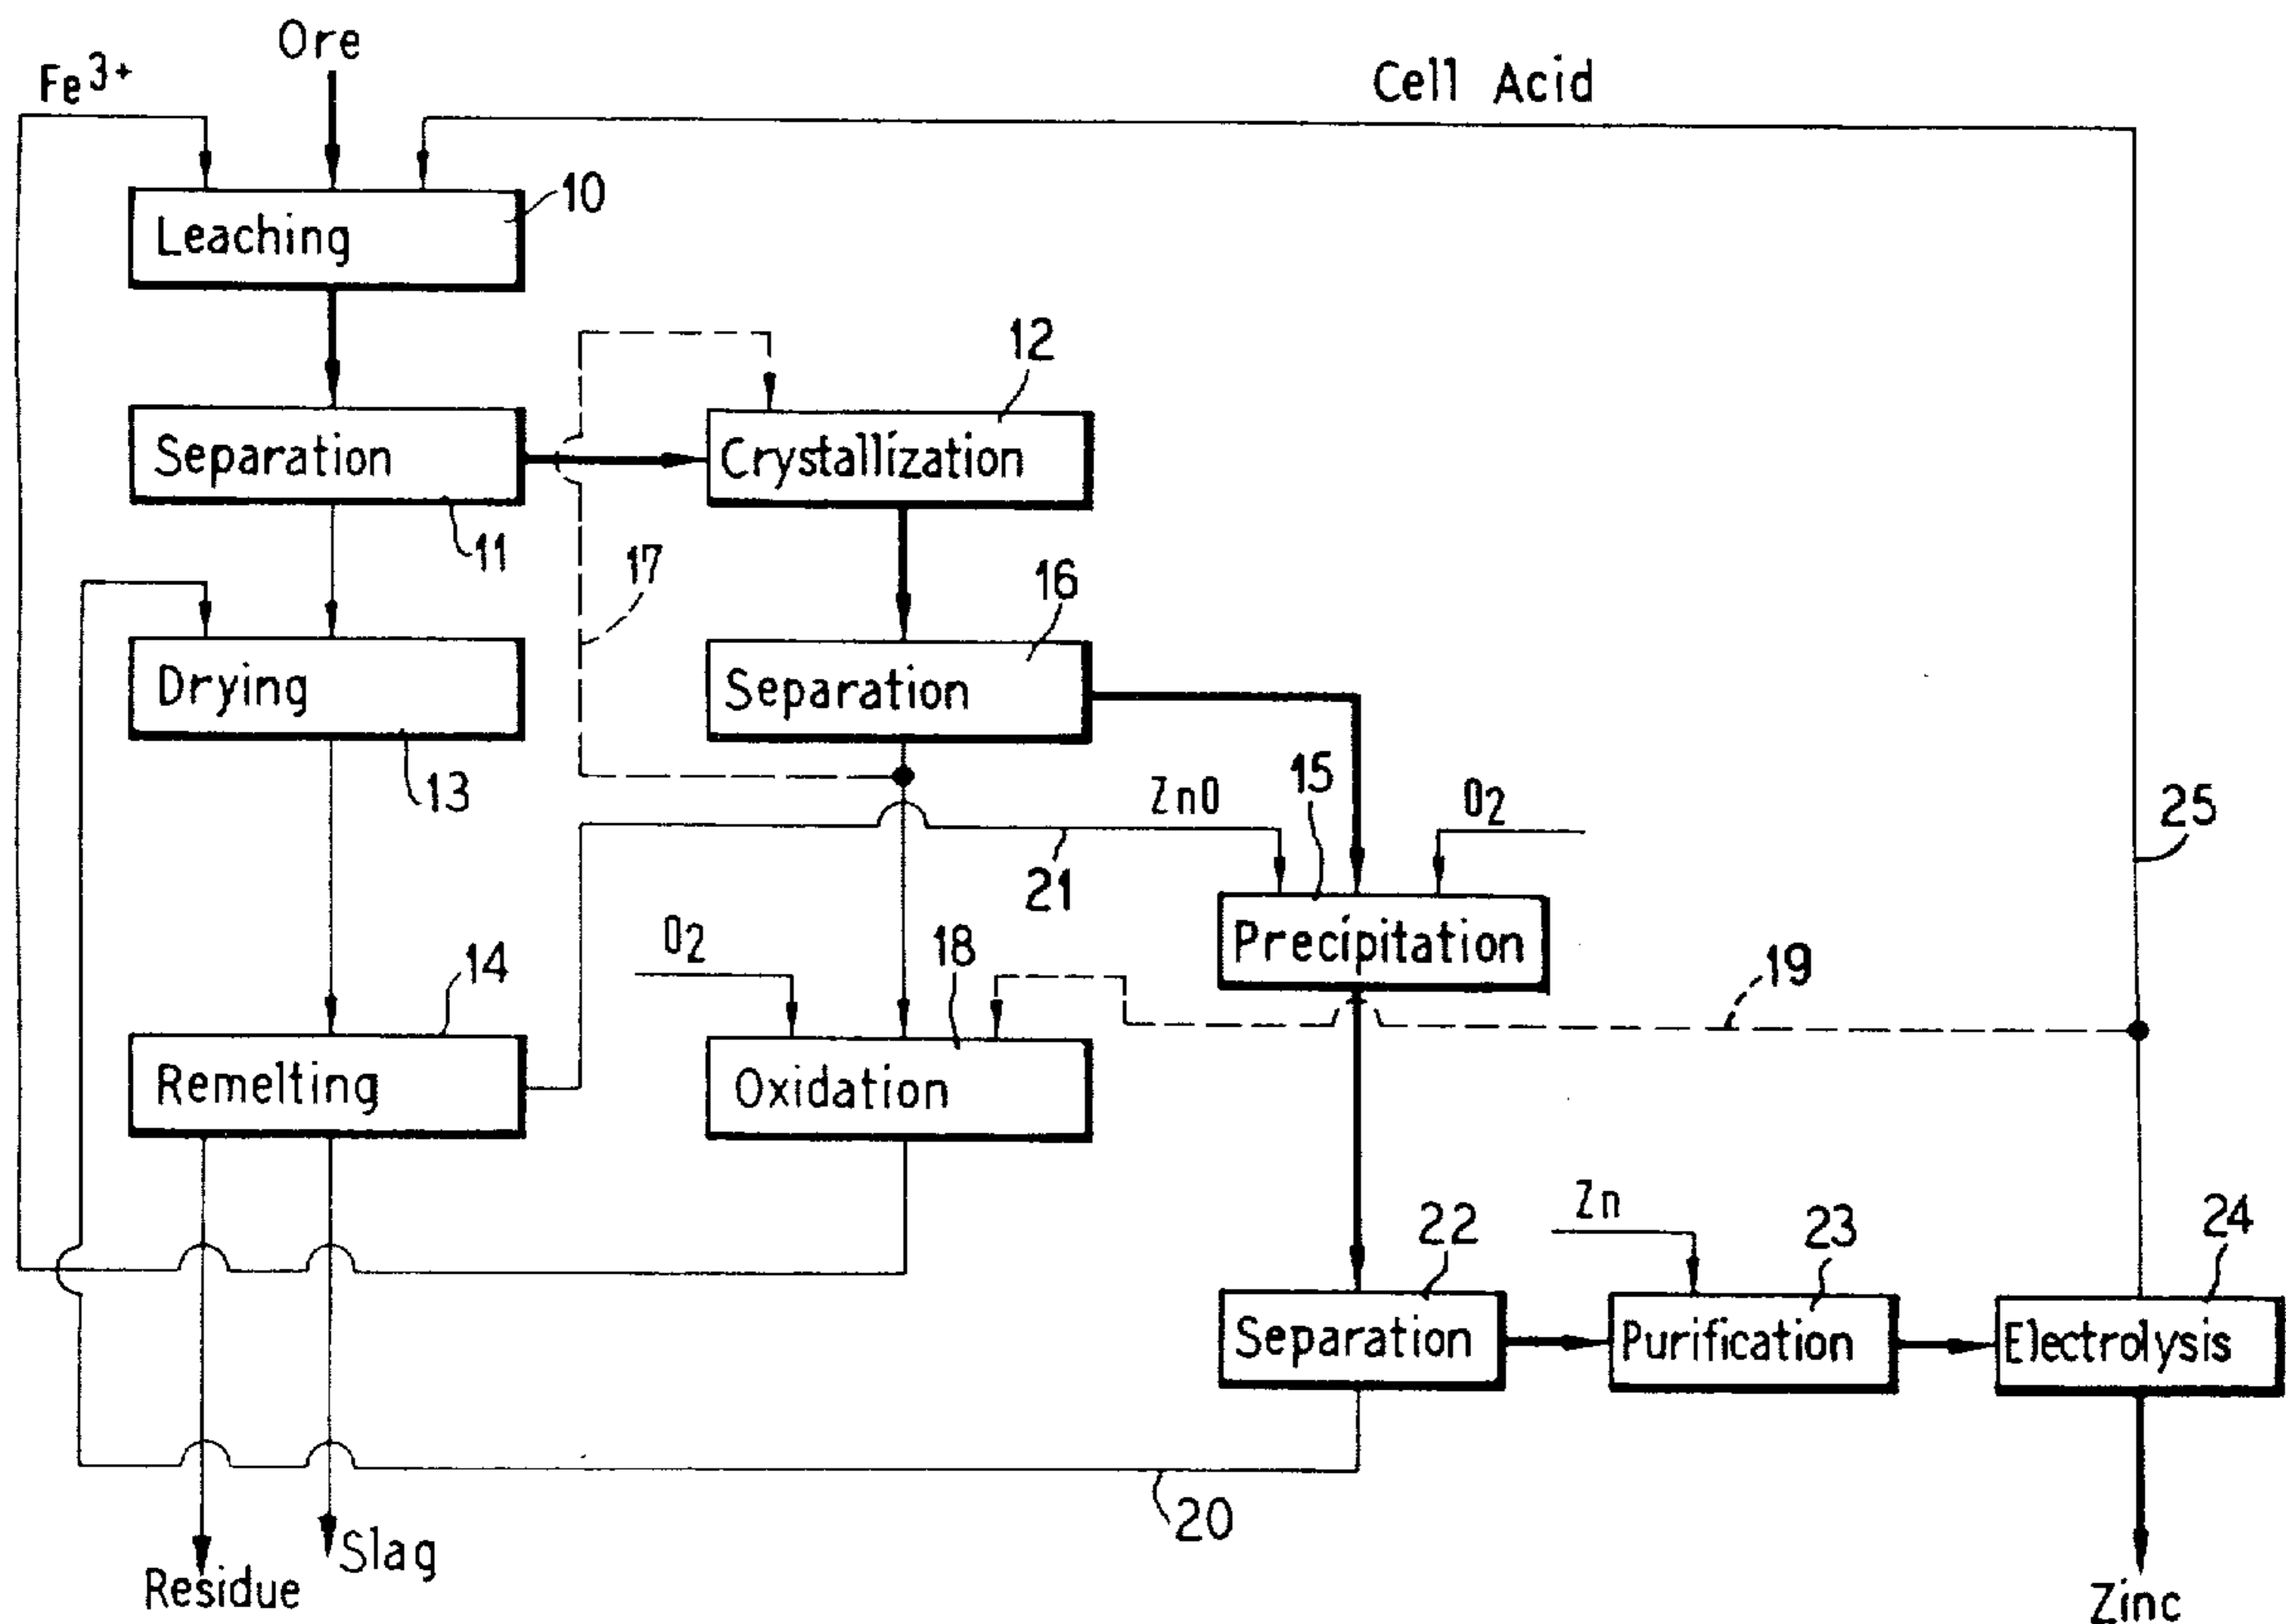 Ore
Fe3+
Cell Acid
10
Leaching
12
Separation
Crystallization
11
17
16
Drying
Separation
13
ZnO
15
O2
25
21
O2
18
Precipitation
19
14
Remelting
Oxidation
Zn
22
23
24
Separation
Purification
Electrolysis
20
Slag
Residue
Zinc